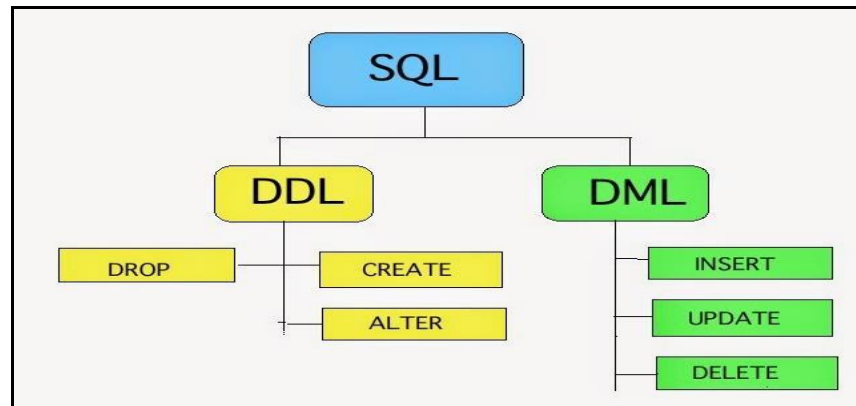 SQL
DDL
DML
DROP
CREATE
ALTER
INSERT
UPDATE
DELETE